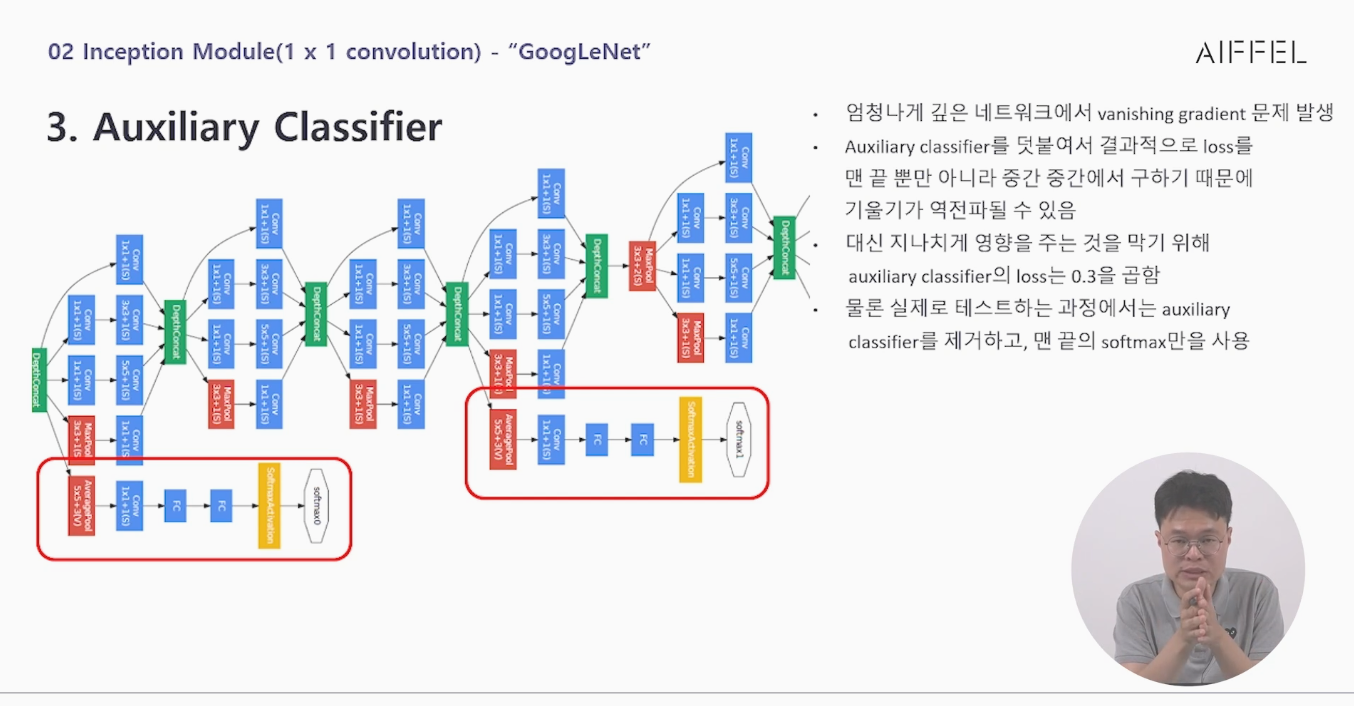 02 Inception Module(1 x 1 convolution) - “GoogLeNet”
AIFFEL
3. Auxiliary Classifier
• 엄청나게 깊은 네트워크에서 vanishing gradient 문제 발생
• Auxiliary classifier를 덧붙여서 결과적으로 loss를
맨 끝 뿐만 아니라 중간 중간에서 구하기 때문에
기울기가 역전파될 수 있음
• 대신 지나치게 영향을 주는 것을 막기 위해
auxiliary classifier의 loss는 0.3을 곱함
• 물론 실제로 테스트하는 과정에서는 auxiliary
classifier를 제거하고, 맨 끝의 softmax만을 사용
DepthConcat
Conv
1x1+1(S)
Conv
1x1+1(S)
MaxPool
3x3+1(S)
Conv
1x1+1(S)
Conv
3x3+1(S)
Conv
5x5+1(S)
Conv
1x1+1(S)
DepthConcat
Conv
1x1+1(S)
Conv
1x1+1(S)
MaxPool
3x3+1(S)
Conv
1x1+1(S)
Conv
3x3+1(S)
Conv
5x5+1(S)
Conv
1x1+1(S)
DepthConcat
Conv
1x1+1(S)
Conv
1x1+1(S)
MaxPool
3x3+1(S)
Conv
1x1+1(S)
Conv
3x3+1(S)
Conv
5x5+1(S)
Conv
1x1+1(S)
DepthConcat
Conv
1x1+1(S)
Conv
1x1+1(S)
MaxPool
3x3+1(S)
Conv
1x1+1(S)
Conv
3x3+1(S)
Conv
5x5+1(S)
Conv
1x1+1(S)
DepthConcat
MaxPool
3x3+2(S)
Conv
1x1+1(S)
Conv
1x1+1(S)
MaxPool
3x3+1(S)
Conv
1x1+1(S)
Conv
3x3+1(S)
Conv
5x5+1(S)
Conv
1x1+1(S)
DepthConcat
AveragePool
5x5+3(V)
Conv
1x1+1(S)
FC
FC
SoftmaxActivation
softmax1
AveragePool
5x5+3(V)
Conv
1x1+1(S)
FC
FC
SoftmaxActivation
softmax0